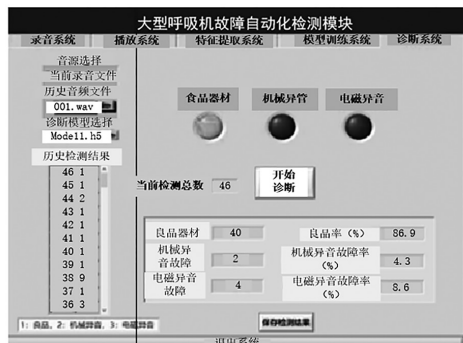 大型呼吸机故障自动化检测模块
录音系统 播放系统 特征提取系统 模型训练系统 诊断系统
音源选择
当前录音文件
历史音频文件
001.wav
诊断模型选择
Model1.h5
历史检测结果
46 1
45 1
44 2
43 1
42 1
41 1
40 1
39 1
38 9
37 1
36 3
1: 良品, 2: 机械异音, 3: 电磁异音
食品器材 机械异管 电磁异音
当前检测总数 46
开始
诊断
良品器材 40 良品率（%） 86.9
机械异
音故障 2 机械异音故障率
（%） 4.3
电磁异音
故障 4 电磁异音故障率
（%） 8.6
保存检测结果
退出系统